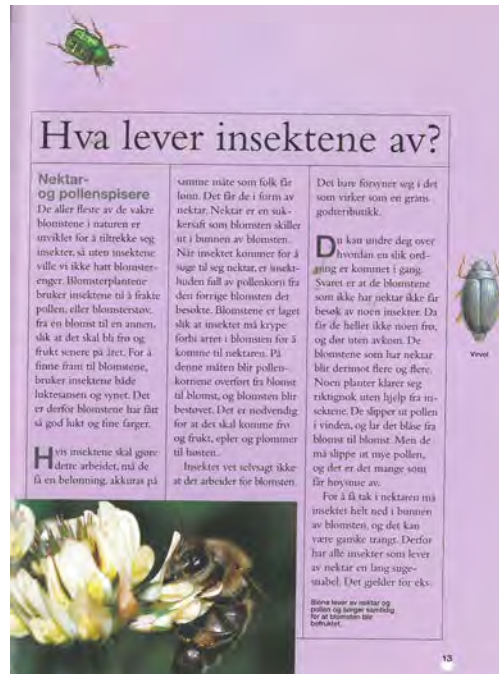 Hva lever insektene av?
Nektar-
og pollenspisere
De aller fleste av de vakre
blomstene i naturen er
utviklet for å tiltrekke seg
insekter, så uten insektene
ville vi ikke hatt blomster-
enger. Blomsterplantene
bruker insektene til å frakte
pollen, eller blomsterstøv,
fra en blomst til en annen,
slik at det skal bli frø og
frukt senere på året. For å
finne fram til blomstene,
bruker insektene både
luktesansen og synet. Det
er derfor blomstene har fått
så god lukt og fine farger.
Hvis insektene skal gjøre
dette arbeidet, må de
få en belønning, akkurat på
samme måte som folk får
lønn. Det får de i form av
nektar. Nektar er en suk-
kersaft som blomsten skiller
ut i bunnen av blomsten.
Når insektet kommer for å
suge til seg nektar, er insekt-
huden full av pollenkorn fra
den forrige blomsten det
besøkte. Blomstene er laget
slik at insektet må krype
forbi arret i blomsten for å
komme til nektaren. På
denne måten blir pollen-
kornene overført fra blomst
til blomst, og blomsten blir
bestøvet. Det er nødvendig
for at det skal komme frø
og frukt, epler og plommer
til høsten.
Insektet vet selvsagt ikke
at det arbeider for blomsten.
Det bare forsyner seg i det
som virker som en gratis
godteributikk.
Du kan undre deg over
hvordan en slik ord-
ning er kommet i gang.
Svaret er at de blomstene
som ikke har nektar ikke får
besøk av noen insekter. Da
får de heller ikke noen frø,
og dør uten avkom. De
blomstene som har nektar
blir derimot flere og flere.
Noen planter klarer seg
riktignok uten hjelp fra in-
sektene. De slipper ut pollen
i vinden, og lar det blåse fra
blomst til blomst. Men de
må slippe ut mye pollen,
og det er det mange som
får høysnue av.
For å få tak i nektaren må
insektet helt ned i bunnen
av blomsten, og det kan
være ganske trangt. Derfor
har alle insekter som lever
av nektar en lang suge-
snabel. Det gjelder for eks-
Virvel
Biene lever av nektar og
pollen og sørger samtidig
for at blomsten blir
befruktet.
13